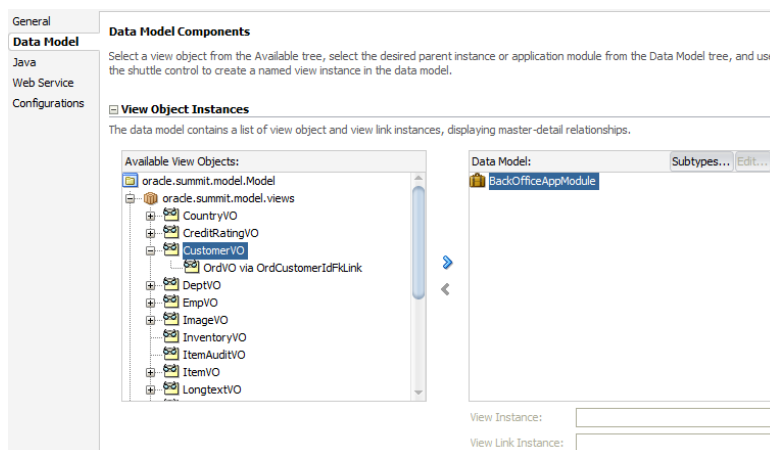 General
Data Model
Java
Web Service
Configurations
Data Model Components
Select a view object from the Available tree, select the desired parent instance or application module from the Data Model tree, and use
the shuttle control to create a named view instance in the data model.
View Object Instances
The data model contains a list of view object and view link instances, displaying master-detail relationships.
Available View Objects:
oracle.summit.model.Model
oracle.summit.model.views
CountryVO
CreditRatingVO
CustomerVO
OrdVO via OrdCustomerIdFkLink
DeptVO
EmpVO
ImageVO
InventoryVO
ItemAuditVO
ItemVO
LongtextVO
Data Model:
Subtypes... Edit...
BackOfficeAppModule
View Instance:
View Link Instance: